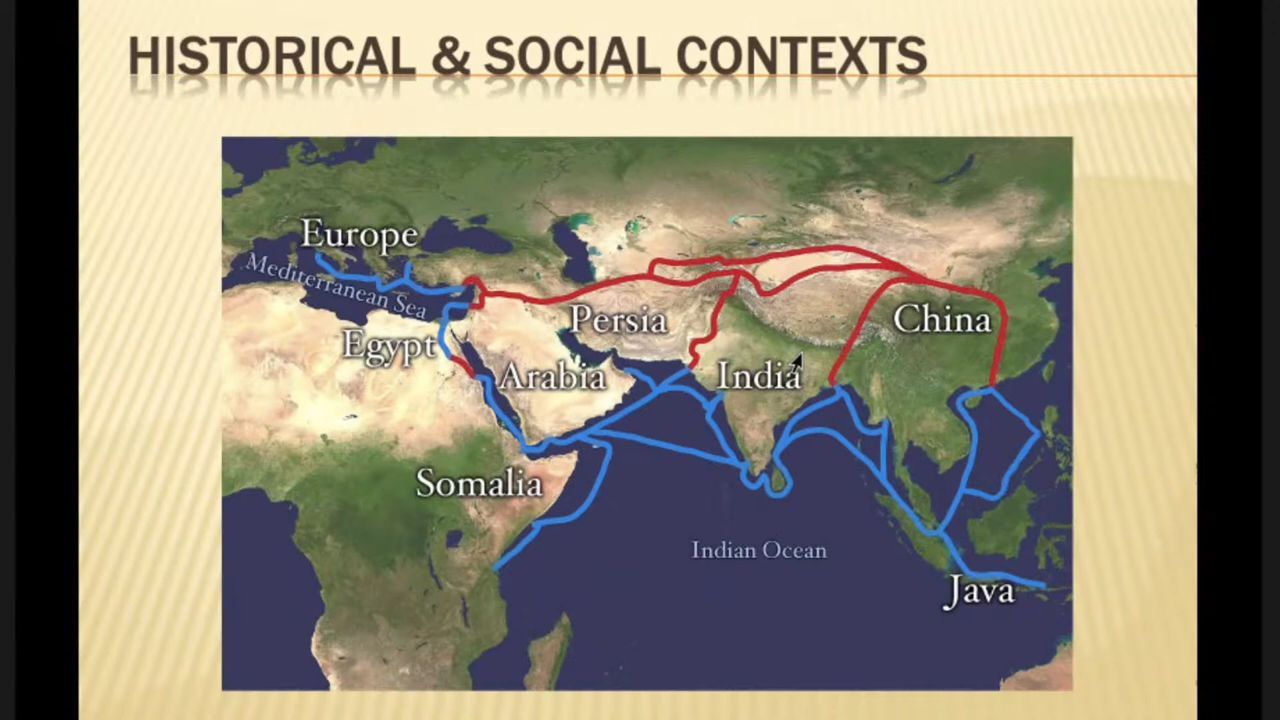 HISTORICAL & SOCIAL CONTEXTS
Europe
Mediterranean Sea
Egypt
Persia
China
Arabia
India
Somalia
Indian Ocean
Java